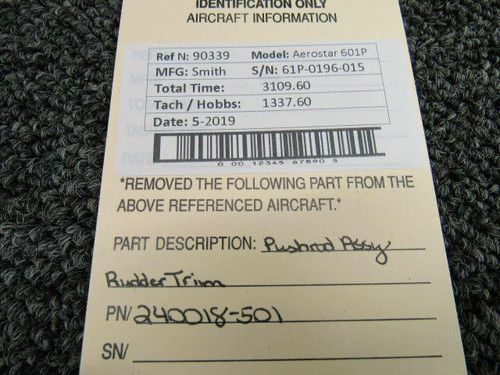 IDENTIFICATION ONLY
AIRCRAFT INFORMATION
Ref N: 90339 Model: Aerostar 601P
MFG: Smith S/N: 61P-0196-015
Total Time: 3109.60
Tach / Hobbs: 1337.60
Date: 5-2019
0 00 12345 67890 5
*REMOVED THE FOLLOWING PART FROM THE
ABOVE REFERENCED AIRCRAFT.*
PART DESCRIPTION: Pushrod Assy
Rudder Trim
PN/ 240018-501
SN/